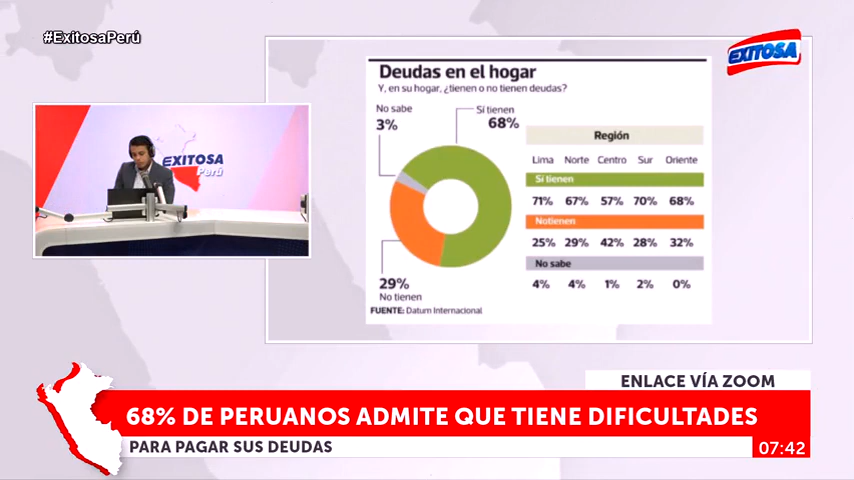 #ExitosaPerú
EXITOSA
EXITOSA
Perú
Deudas en el hogar
Y, en su hogar, ¿tienen o no tienen deudas?
No sabe
3%
Sí tienen
68%
29%
No tienen
FUENTE: Datum Internacional
Región
Lima Norte Centro Sur Oriente
Sí tienen
71% 67% 57% 70% 68%
Notienen
25% 29% 42% 28% 32%
No sabe
4% 4% 1% 2% 0%
ENLACE VÍA ZOOM
68% DE PERUANOS ADMITE QUE TIENE DIFICULTADES
PARA PAGAR SUS DEUDAS
07:42